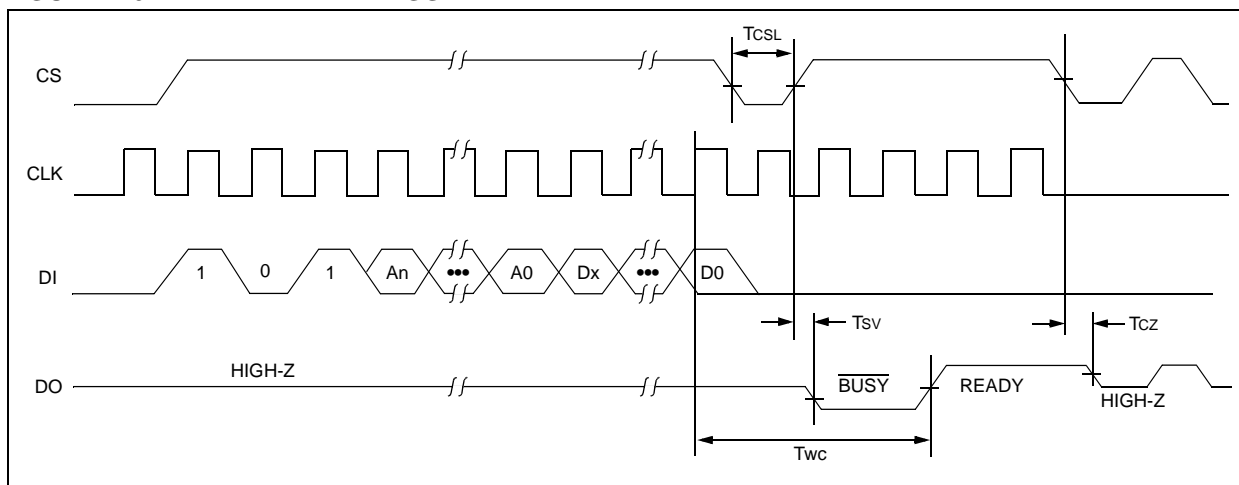 CS
TCSL
CLK
DI
1
0
1
An
•••
A0
Dx
•••
D0
TSV
TCZ
DO
HIGH-Z
BUSY
READY
HIGH-Z
TWC